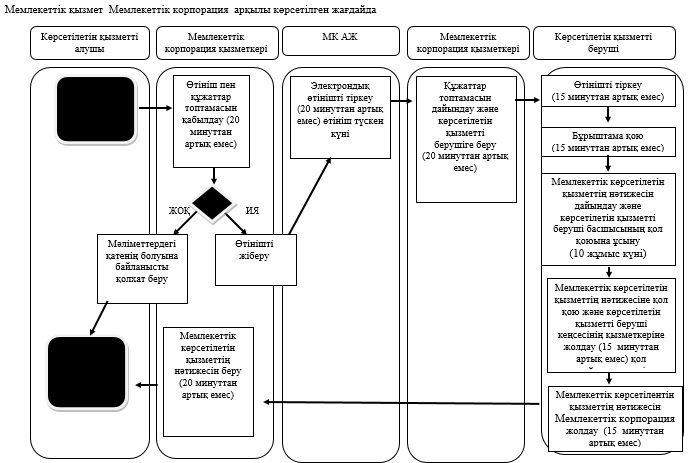 Мемлекеттік қызмет Мемлекеттік корпорация арқылы көрсетілген жағдайда
Көрсетілетін қызметті
алушы
Мемлекеттік
корпорация қызметкері
МК АЖ
Мемлекеттік
корпорация қызметкері
Көрсетілетін қызметті
беруші
Өтініш пен
құжаттар
топтамасын
қабылдау (20
минуттан
артық емес)
ЖОҚ
ИЯ
Мәліметтердегі
қатенің болуына
байланысты
қолхат беру
Өтінішті
жіберу
Мемлекеттік
көрсетілетін
қызметтің
нәтижесін беру
(20 минуттан
артық емес)
Электрондық
өтінішті тіркеу
(20 минуттан артық
емес) өтініш түскен
күні
Құжаттар
топтамасын
дайындау және
көрсетілетін
қызметті
берушіге беру
(20 минуттан артық
емес)
Өтінішті тіркеу
(15 минуттан артық емес)
Бұрыштама қою
(15 минуттан артық емес)
Мемлекеттік көрсетілетін
қызметтің нәтижесін
дайындау және
көрсетілетін қызметті
беруші басшысының қол
қоюына ұсыну
(10 жұмыс күні)
Мемлекеттік көрсетілетін
қызметтің нәтижесіне қол
қою және көрсетілетін
қызметті беруші
кеңсесінің қызметкеріне
жолдау (15 минуттан
артық емес) қол
Мемлекеттік көрсетілентін
қызметтің нәтижесін
Мемлекеттік корпорация
жолдау (15 минуттан
артық емес)